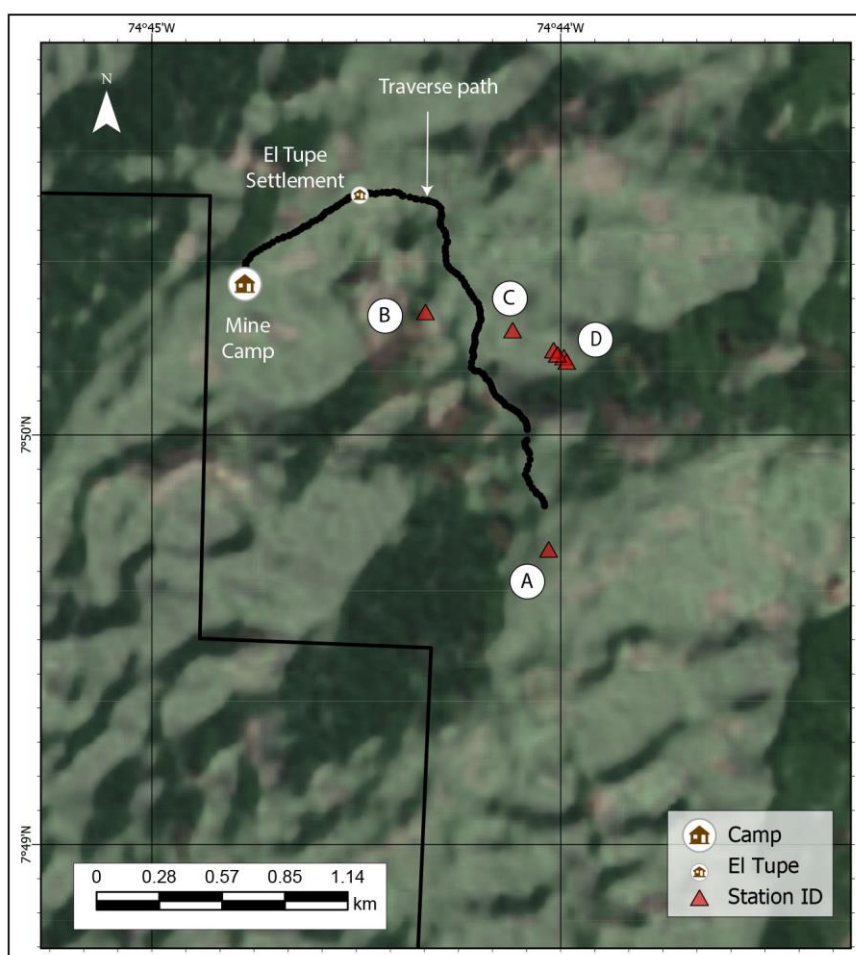 74°45'W
74°44'W
N
Traverse path
El Tupe
Settlement
C
B
D
Mine
Camp
7°50'N
A
7°49'N
0 0.28 0.57 0.85 1.14
km
Camp
El Tupe
Station ID